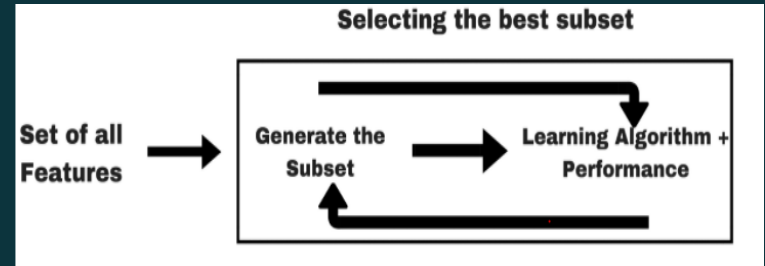 Selecting the best subset
Set of all
Features
Generate the
Subset
Learning Algorithm +
Performance